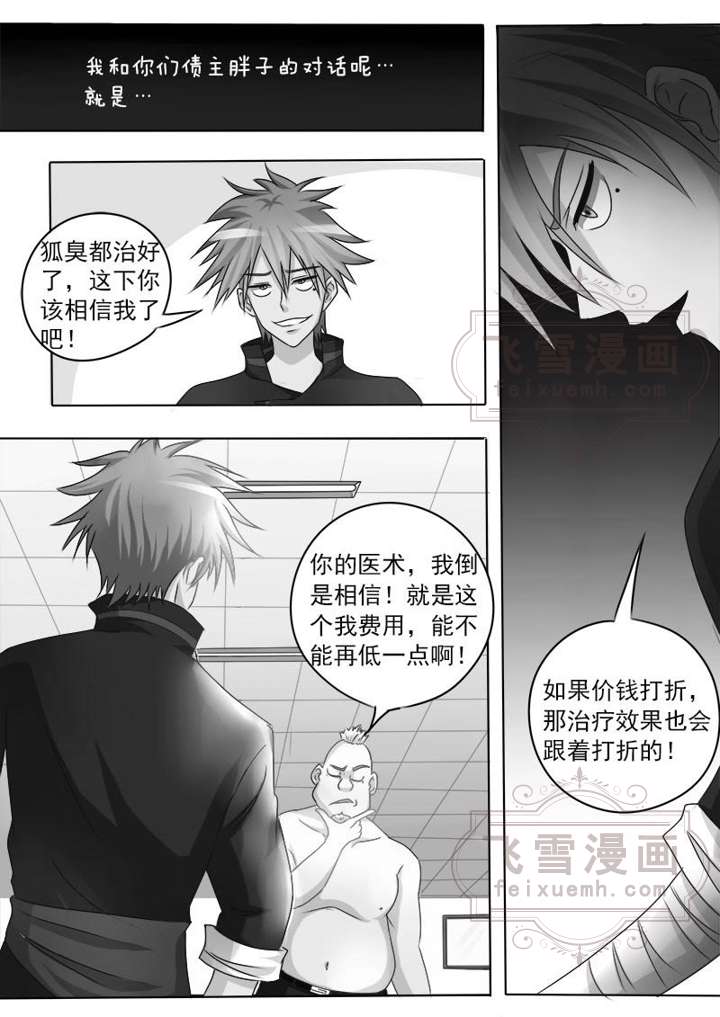 我和你们债主胖子的对话呢…
就是…
狐臭都治好
了，这下你
该相信我了
吧！
你的医术，我倒
是相信！就是这
个我费用，能不
能再低一点啊！
如果价钱打折，
那治疗效果也会
跟着打折的！
飞雪漫画
feixuemh.com
飞雪漫画
feixuemh.com